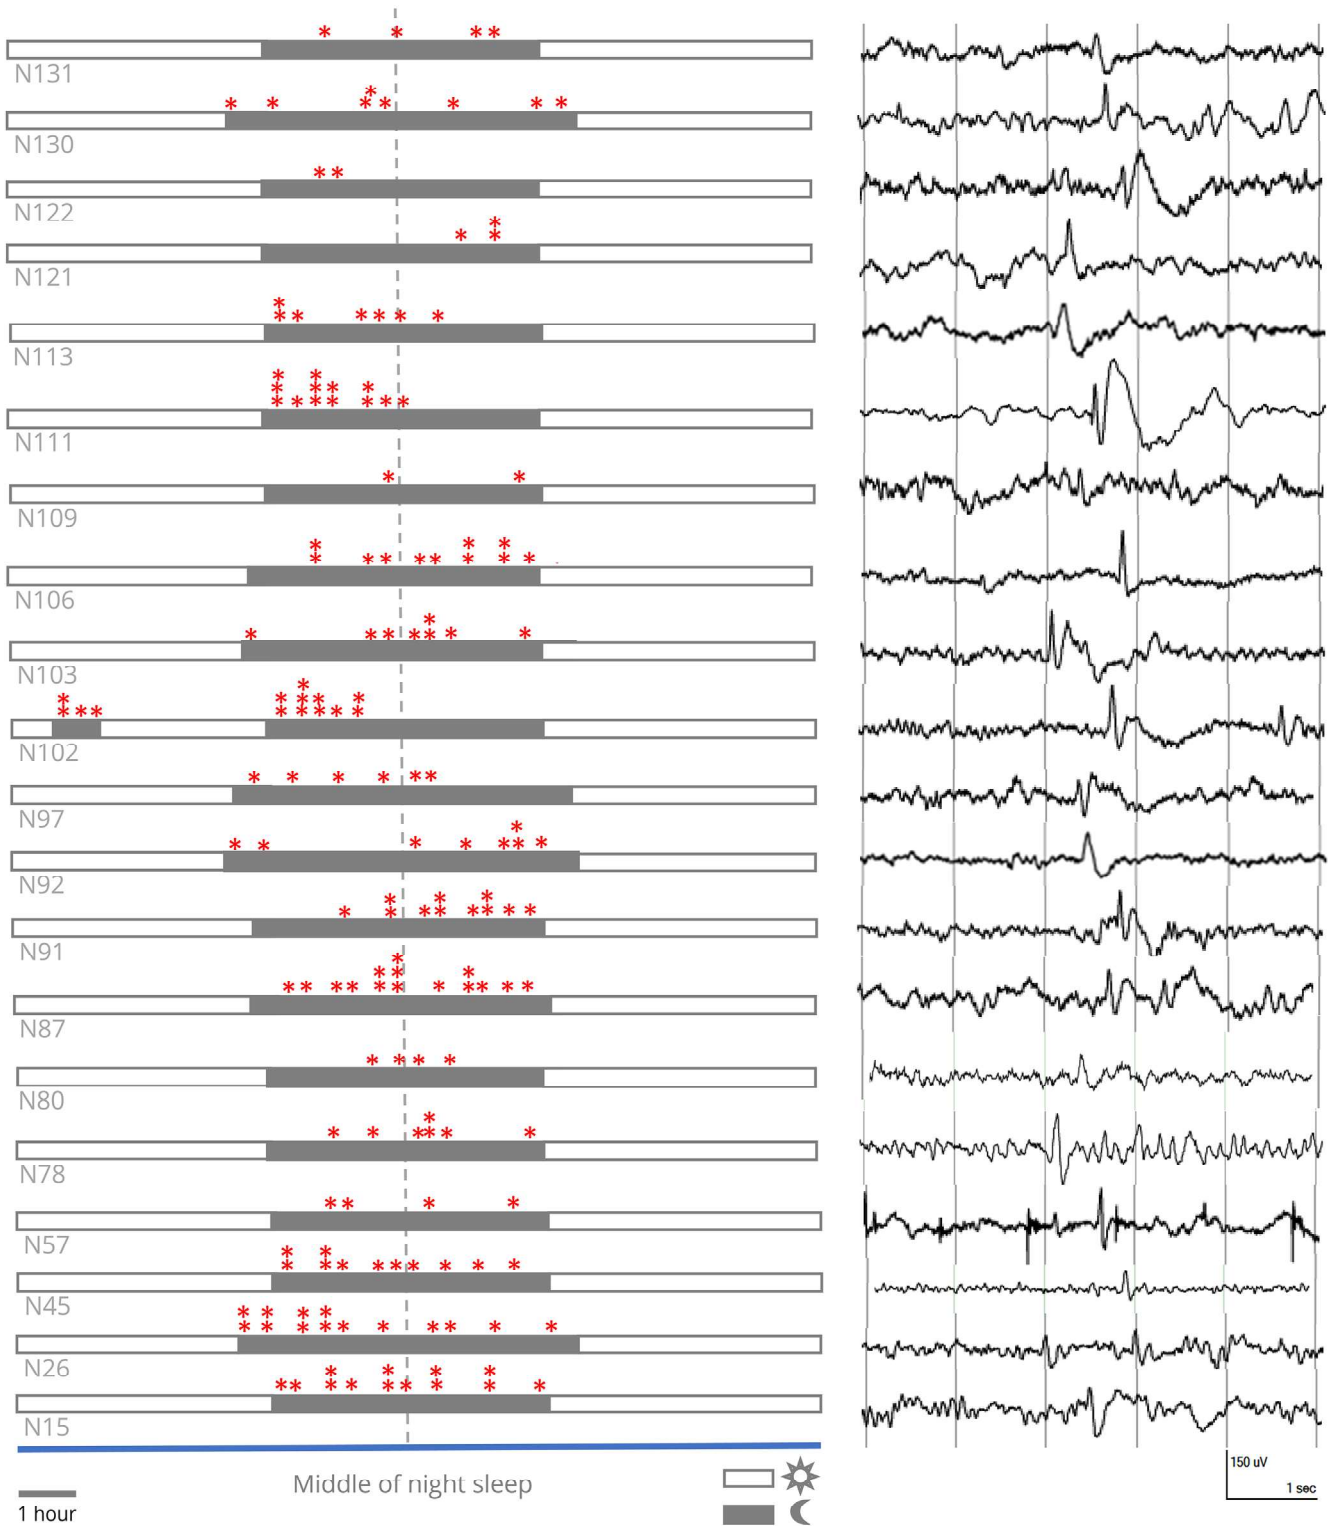 N131
N130
N122
N121
N113
N111
N109
N106
N103
N102
N97
N92
N91
N87
N80
N78
N57
N45
N26
N15
Middle of night sleep
1 hour
150 uV
1 sec